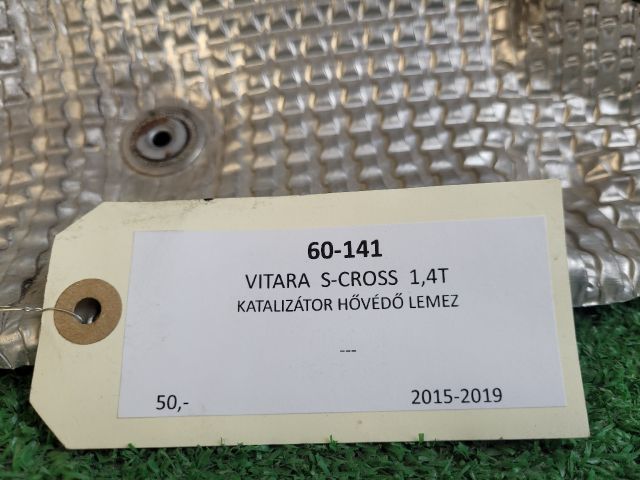 60-141
VITARA S-CROSS 1,4T
KATALIZÁTOR HŐVÉDŐ LEMEZ
---
50,- 2015-2019